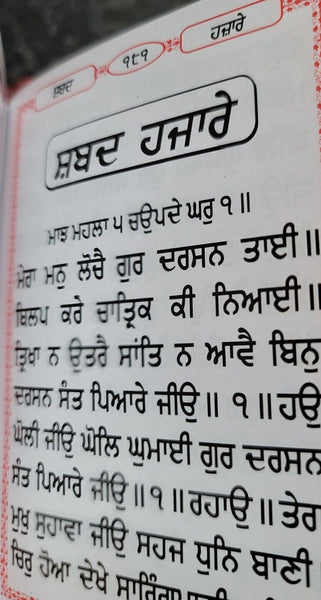 ਸ਼ਬਦ
੧੯੧
ਹਜ਼ਾਰੇ
ਸ਼ਬਦ ਹਜ਼ਾਰੇ
ਮਾਝ ਮਹਲਾ ੫ ਚਉਪਦੇ ਘਰੁ ੧॥
ਮੇਰਾ ਮਨੁ ਲੋਚੈ ਗੁਰ ਦਰਸਨ ਤਾਈ॥
ਬਿਲਪ ਕਰੇ ਚਾਤ੍ਰਿਕ ਕੀ ਨਿਆਈ॥
ਤ੍ਰਿਖਾ ਨ ਉਤਰੈ ਸਾਂਤਿ ਨ ਆਵੈ ਬਿਨੁ
ਦਰਸਨ ਸੰਤ ਪਿਆਰੇ ਜੀਉ॥ ੧॥ਹਉ
ਘੋਲੀ ਜੀਉ ਘੋਲਿ ਘੁਮਾਈ ਗੁਰ ਦਰਸਨ
ਸੰਤ ਪਿਆਰੇ ਜੀਉ॥੧॥ਰਹਾਉ॥ਤੇਰਾ
ਮੁਖੁ ਸੁਹਾਵਾ ਜੀਉ ਸਹਜ ਧੁਨਿ ਬਾਣੀ
ਚਿਰੁ ਹੋਆ ਦੇਖੇ